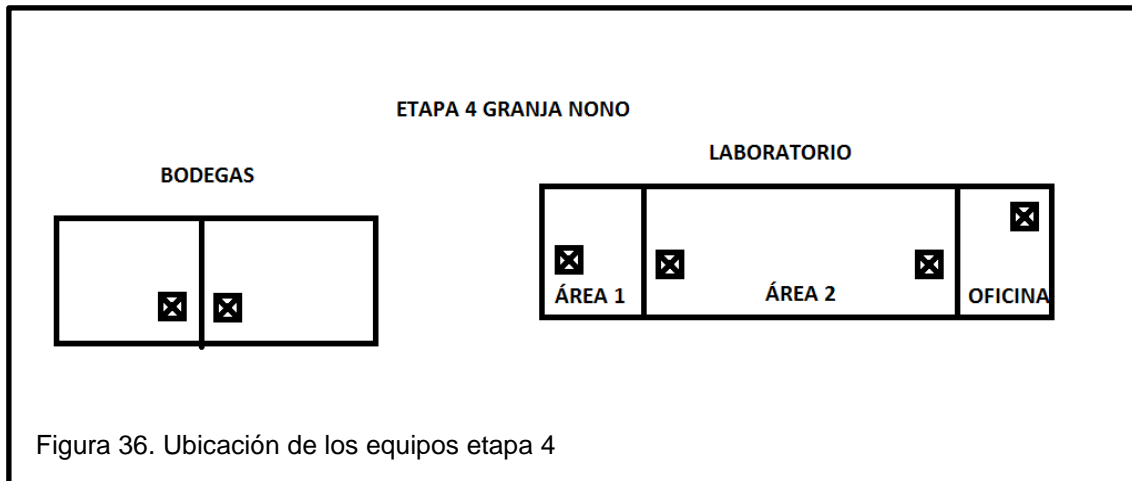 ETAPA 4 GRANJA NONO
BODEGAS
LABORATORIO
ÁREA 1
ÁREA 2
OFICINA
Figura 36. Ubicación de los equipos etapa 4